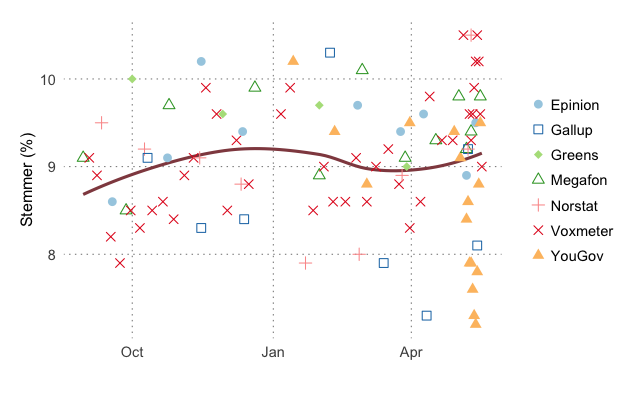 Stemmer (%)
10
9
8
Oct
Jan
Apr
Epinion
Gallup
Greens
Megafon
Norstat
Voxmeter
YouGov